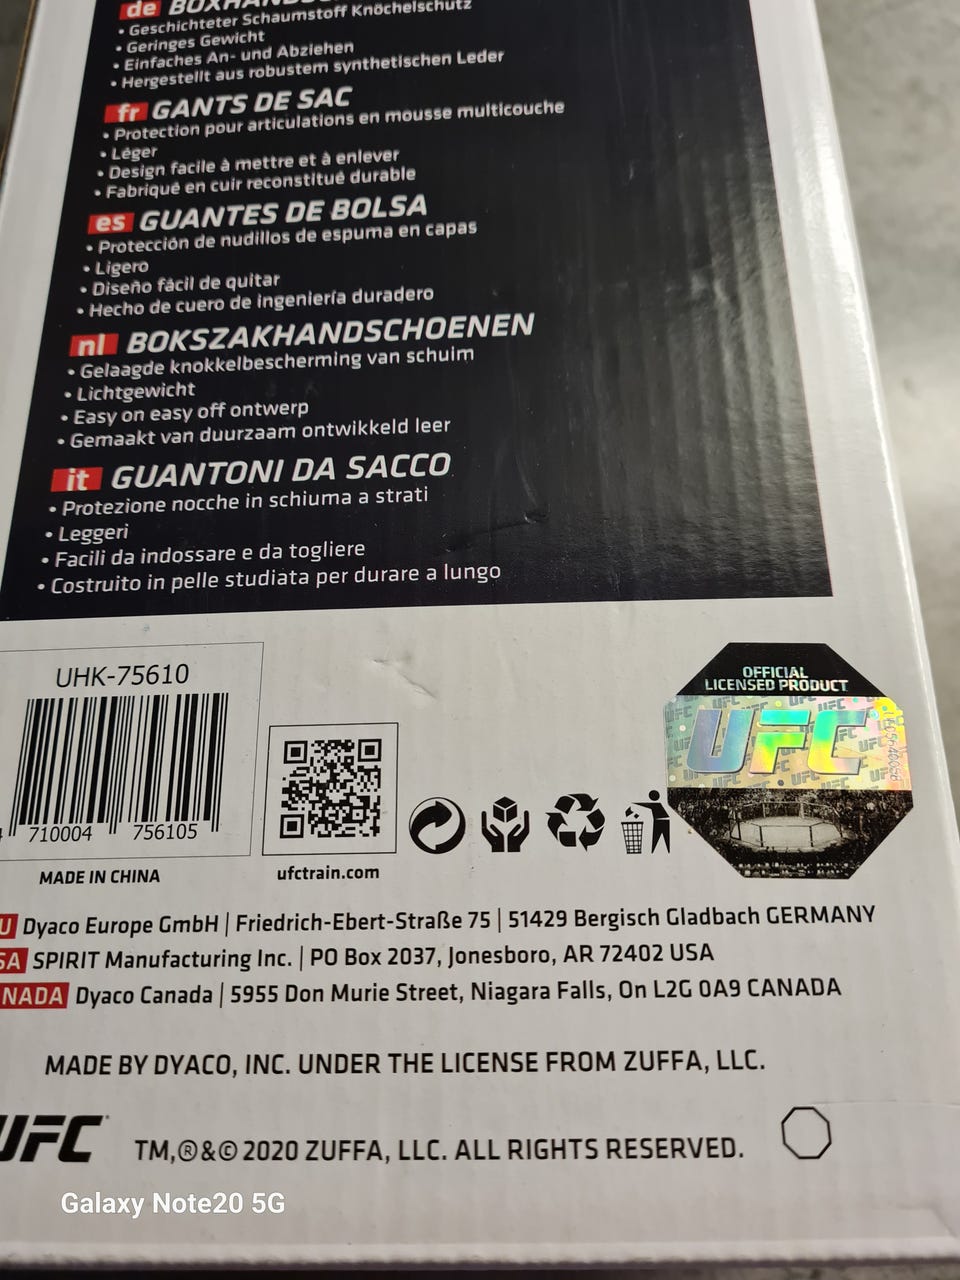 de BOXHANDS
• Geschichteter Schaumstoff Knöchelschutz
• Geringes Gewicht
• Einfaches An- und Abziehen
• Hergestellt aus robustem synthetischen Leder
fr GANTS DE SAC
• Protection pour articulations en mousse multicouche
• Léger
• Design facile à mettre et à enlever
• Fabriqué en cuir reconstitué durable
es GUANTES DE BOLSA
• Protección de nudillos de espuma en capas
• Ligero
• Diseño fácil de quitar
• Hecho de cuero de ingeniería duradero
nl BOKSZAKHANDSCHOENEN
• Gelaagde knokkelbescherming van schuim
• Lichtgewicht
• Easy on easy off ontwerp
• Gemaakt van duurzaam ontwikkeld leer
it GUANTONI DA SACCO
• Protezione nocche in schiuma a strati
• Leggeri
• Facili da indossare e da togliere
• Costruito in pelle studiata per durare a lungo
UHK-75610
710004 756105
MADE IN CHINA
ufctrain.com
OFFICIAL
LICENSED PRODUCT
UFC
U Dyaco Europe GmbH | Friedrich-Ebert-Straße 75 | 51429 Bergisch Gladbach GERMANY
SA SPIRIT Manufacturing Inc. | PO Box 2037, Jonesboro, AR 72402 USA
NADA Dyaco Canada | 5955 Don Murie Street, Niagara Falls, On L2G 0A9 CANADA
MADE BY DYACO, INC. UNDER THE LICENSE FROM ZUFFA, LLC.
UFC TM,®&© 2020 ZUFFA, LLC. ALL RIGHTS RESERVED.
Galaxy Note20 5G